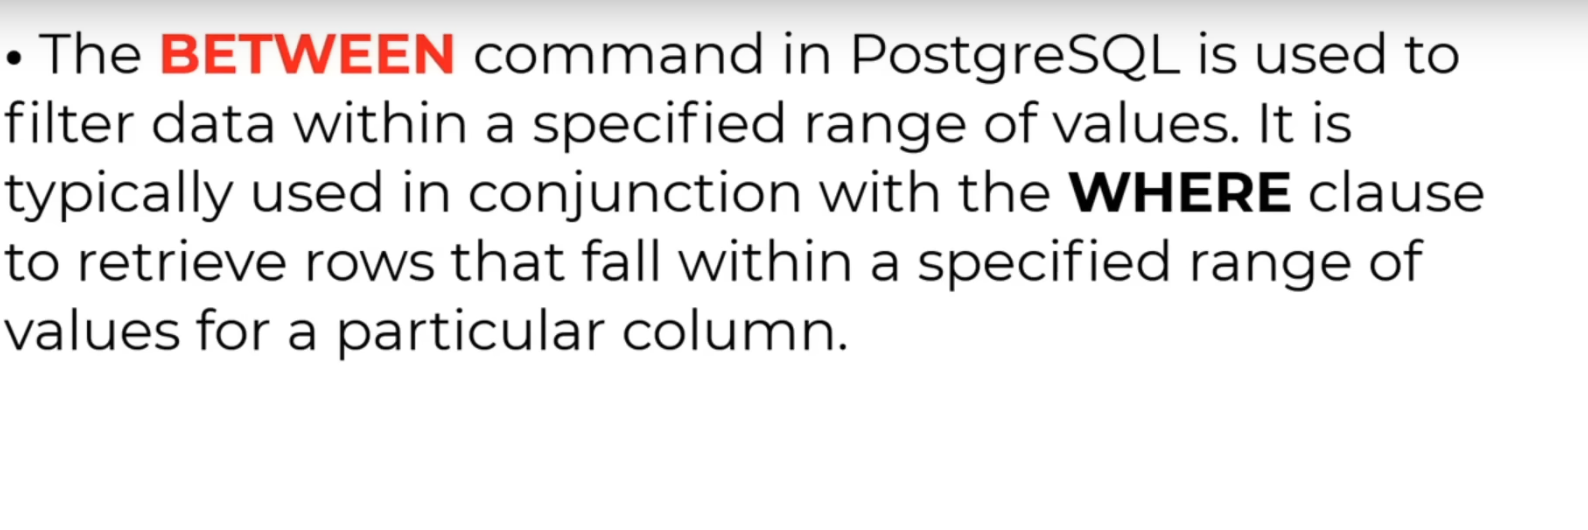 • The BETWEEN command in PostgreSQL is used to
filter data within a specified range of values. It is
typically used in conjunction with the WHERE clause
to retrieve rows that fall within a specified range of
values for a particular column.